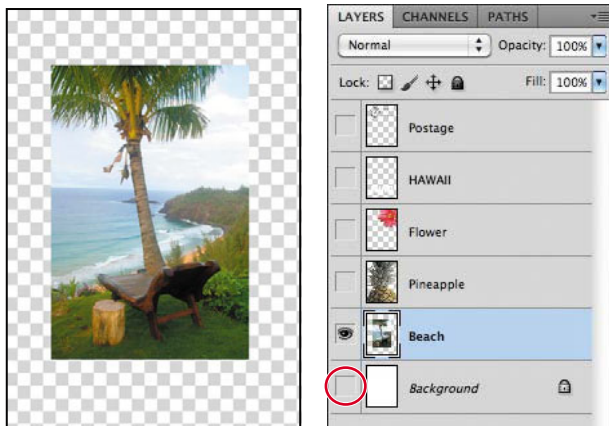 LAYERS CHANNELS PATHS
Normal Opacity: 100%
Lock: Fill: 100%
Postage
HAWAII
Flower
Pineapple
Beach
Background